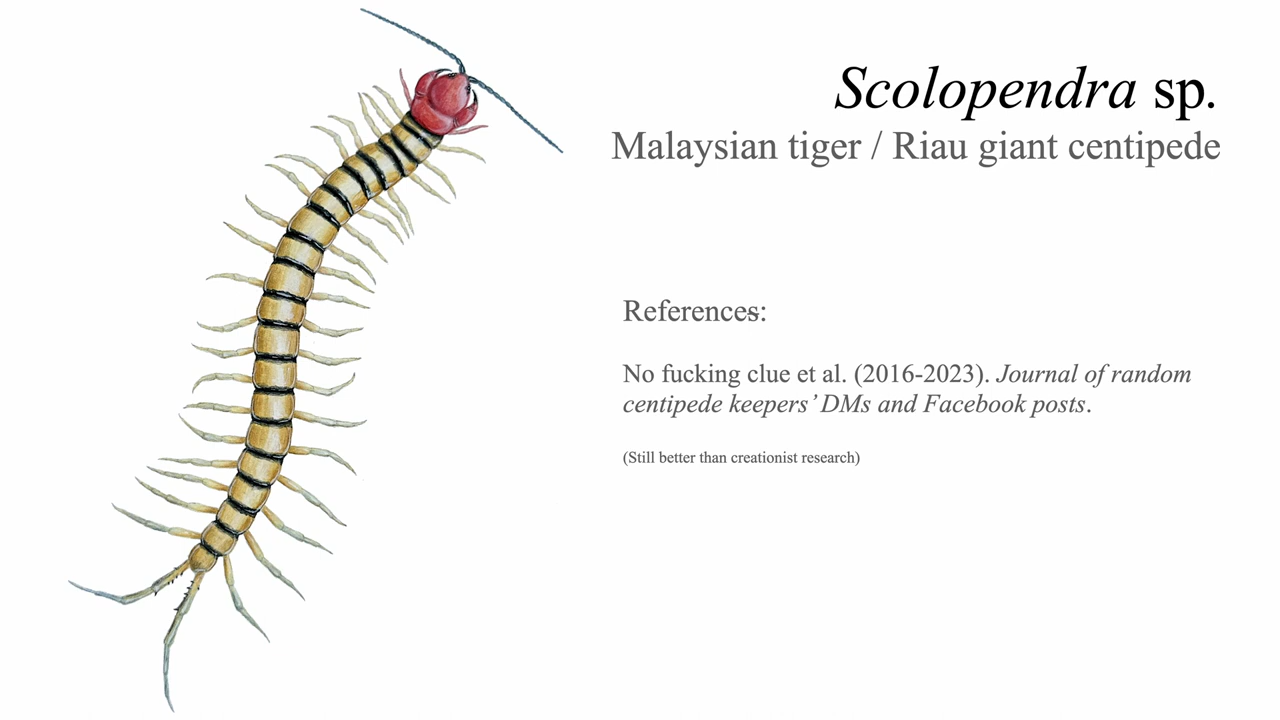 Scolopendra sp.
Malaysian tiger / Riau giant centipede
References:
No fucking clue et al. (2016-2023). Journal of random
centipede keepers’ DMs and Facebook posts.
(Still better than creationist research)